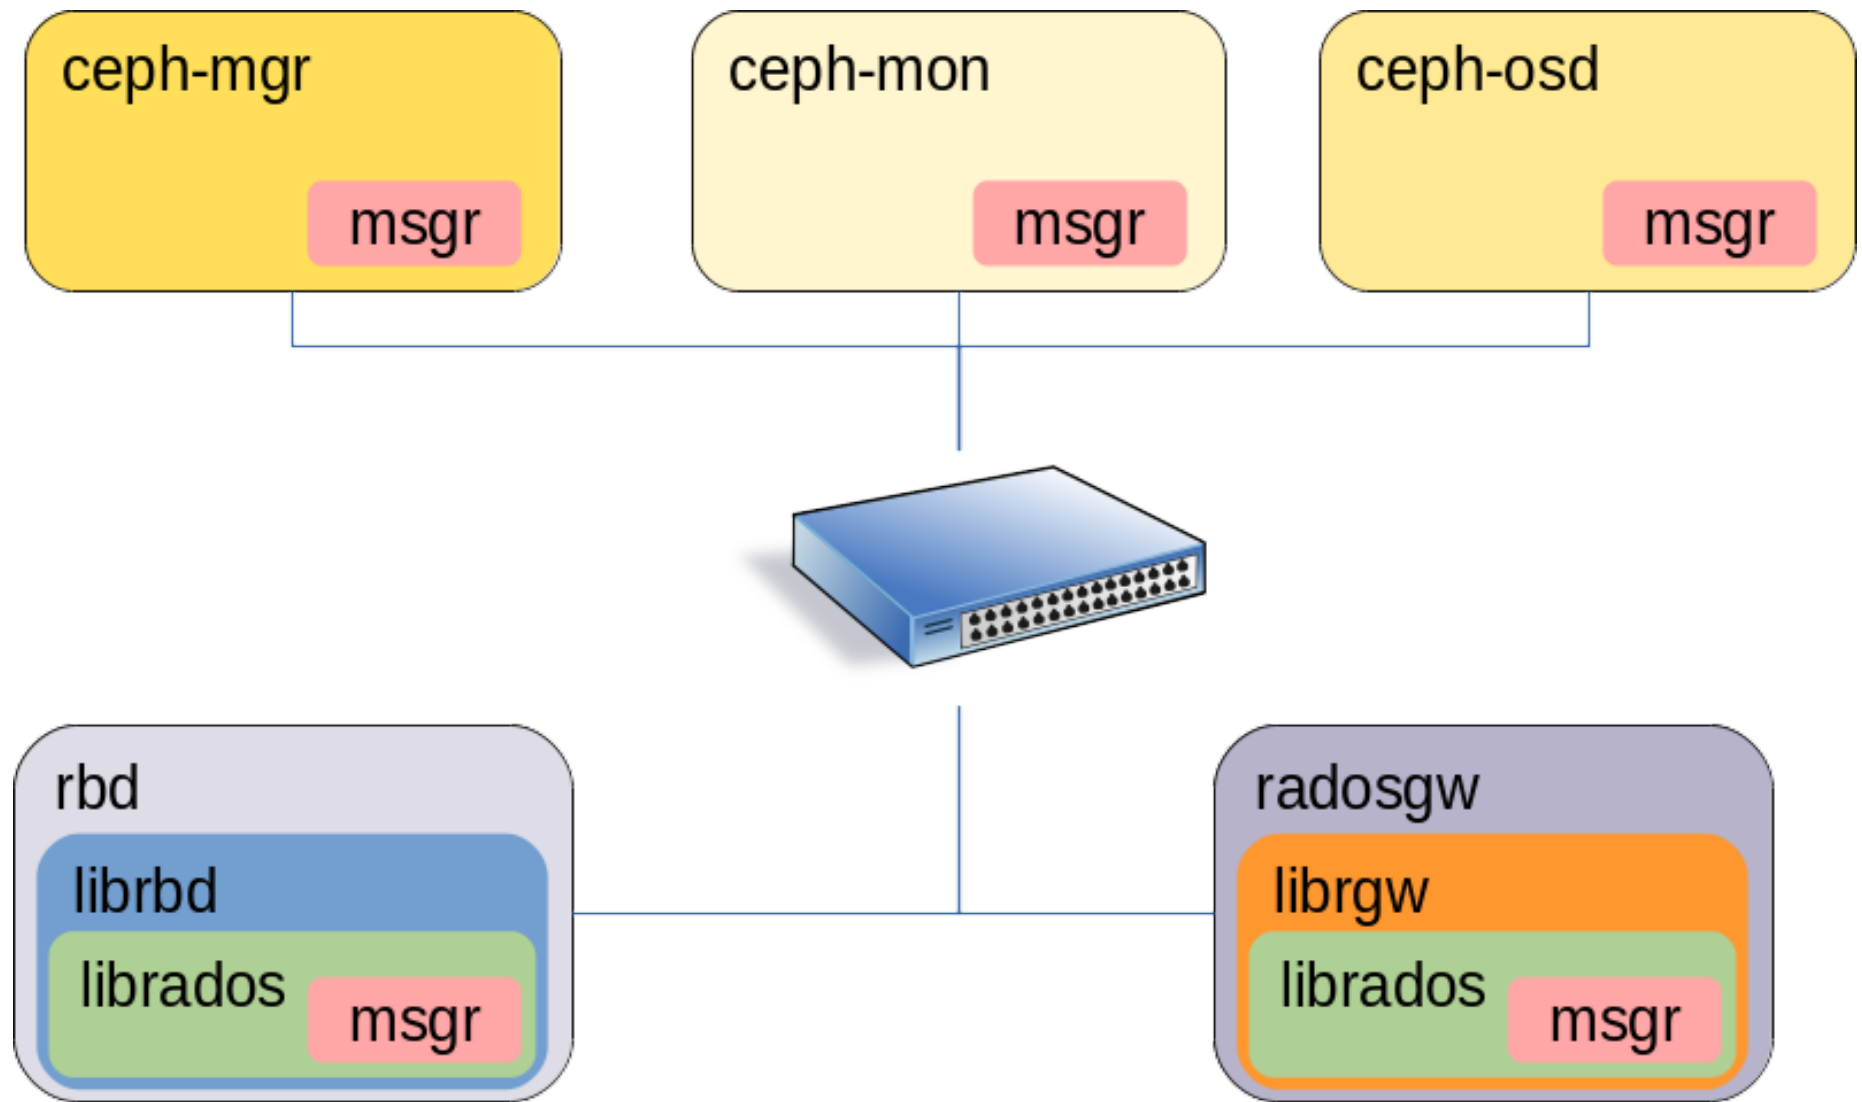 ceph-mgr
msgr
ceph-mon
msgr
ceph-osd
msgr
rbd
librbd
librados
msgr
radosgw
librgw
librados
msgr